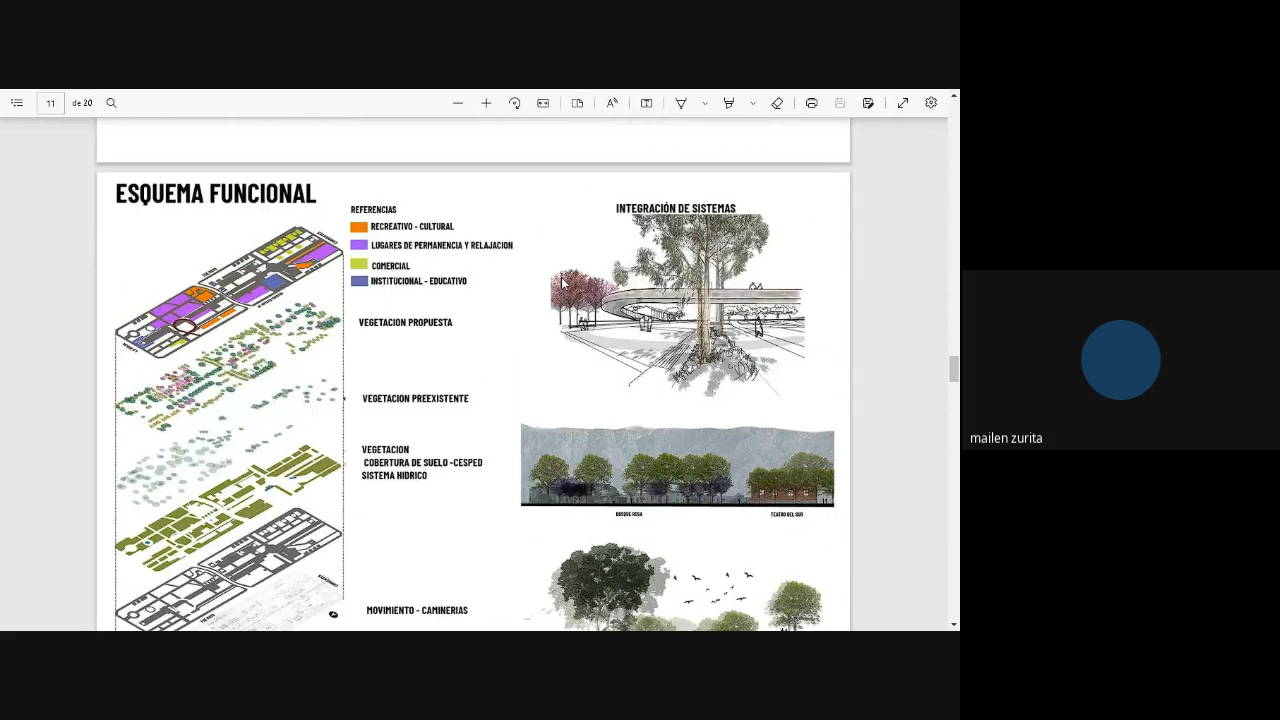 11 de 20
ESQUEMA FUNCIONAL
REFERENCIAS
RECREATIVO - CULTURAL
LUGARES DE PERMANENCIA Y RELAJACION
COMERCIAL
INSTITUCIONAL - EDUCATIVO
VEGETACION PROPUESTA
VEGETACION PREEXISTENTE
VEGETACION
COBERTURA DE SUELO -CESPED
SISTEMA HIDRICO
MOVIMIENTO - CAMINERIAS
INTEGRACIÓN DE SISTEMAS
BOSQUE ROSA
TEATRO DEL SUR
mailen zurita